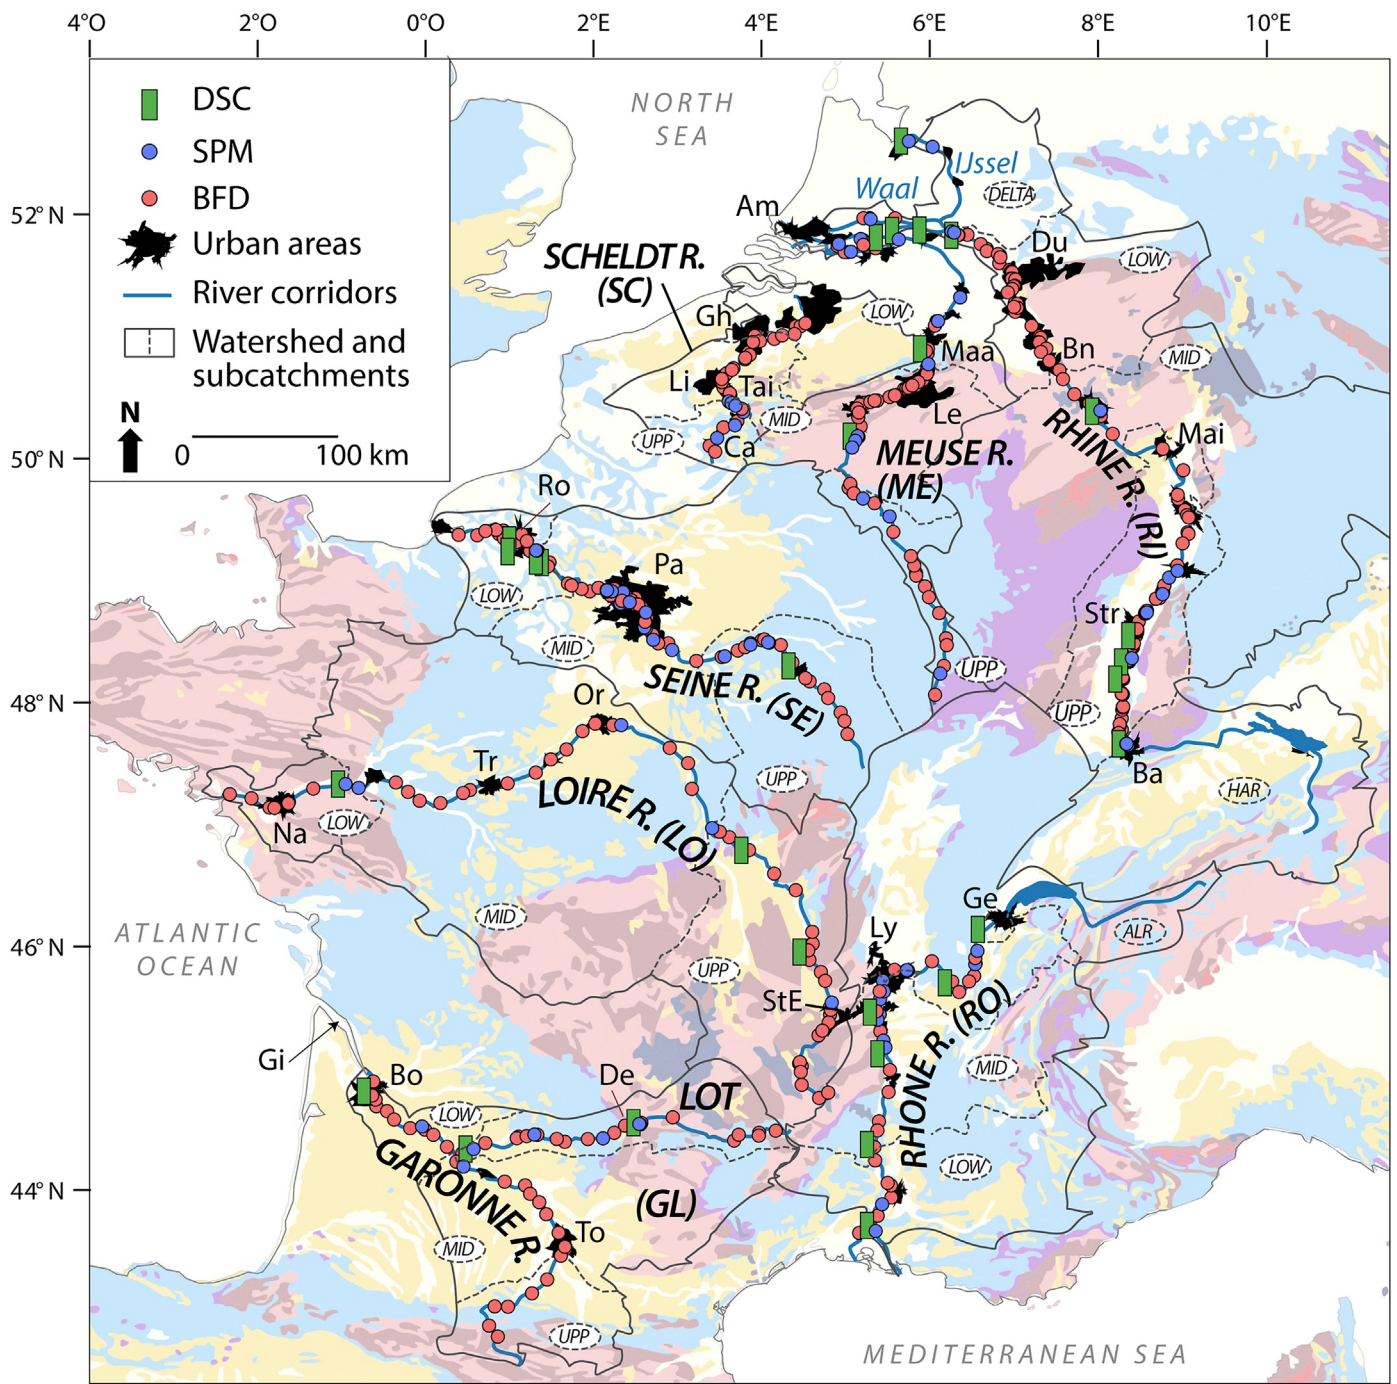 4°O 2°O 0° 2°E 4°E 6°E 8°E 10°E
DSC
SPM
BFD
Urban areas
River corridors
Watershed and
subcatchments
N
0 100 km
52°N
50°N
48°N
46°N
44°N
NORTH
SEA
IJssel
Waal
DELTA
Am
Du
LOW
SCHELDT R.
(SC)
Gh
LOW
Maa
Bn
MID
Li
Tai
Le
MID
UPP
Ca
RHINE R. (RI)
Mai
MEUSE R.
(ME)
Ro
Pa
LOW
MID
Str
UPP
SEINE R. (SE)
Or
UPP
Tr
UPP
Ba
HAR
LOIRE R. (LO)
Na
LOW
MID
Ge
ALR
ATLANTIC
OCEAN
Ly
UPP
StE
RHONE R. (RO)
MID
Gi
Bo
De
LOT
LOW
GARONNE R.
(GL)
LOW
To
MID
UPP
MEDITERRANEAN SEA